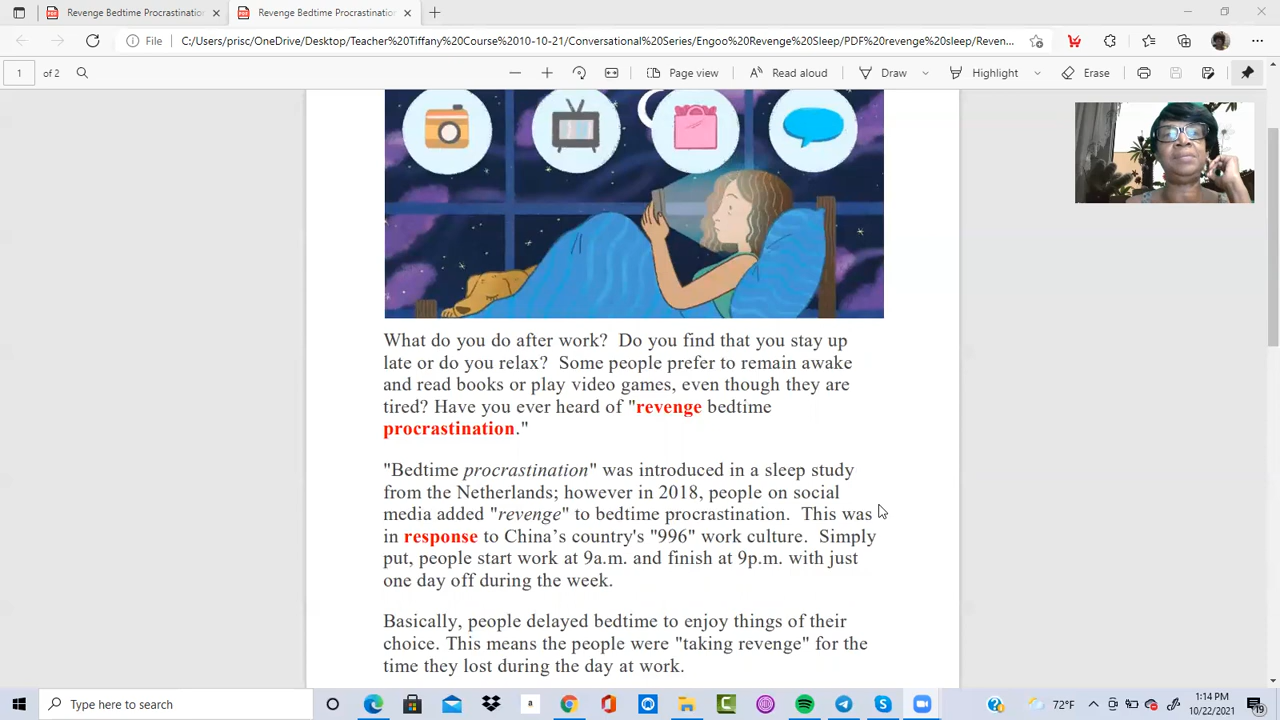 Revenge Bedtime Procrastination
Revenge Bedtime Procrastination
File
C:/Users/prisc/OneDrive/Desktop/Teacher%20Tiffany%20Course%2010-10-21/Conversational%20Series/Engoo%20Revenge%20Sleep/PDF%20revenge%20sleep/Reven...
1 of 2
Page view
Read aloud
Draw
Highlight
Erase
What do you do after work?  Do you find that you stay up
late or do you relax?  Some people prefer to remain awake
and read books or play video games, even though they are
tired? Have you ever heard of "revenge bedtime
procrastination."
"Bedtime procrastination" was introduced in a sleep study
from the Netherlands; however in 2018, people on social
media added "revenge" to bedtime procrastination.  This was
in response to China's country's "996" work culture.  Simply
put, people start work at 9a.m. and finish at 9p.m. with just
one day off during the week.
Basically, people delayed bedtime to enjoy things of their
choice. This means the people were "taking revenge" for the
time they lost during the day at work.
Type here to search
a
72°F
1:14 PM
10/22/2021
19